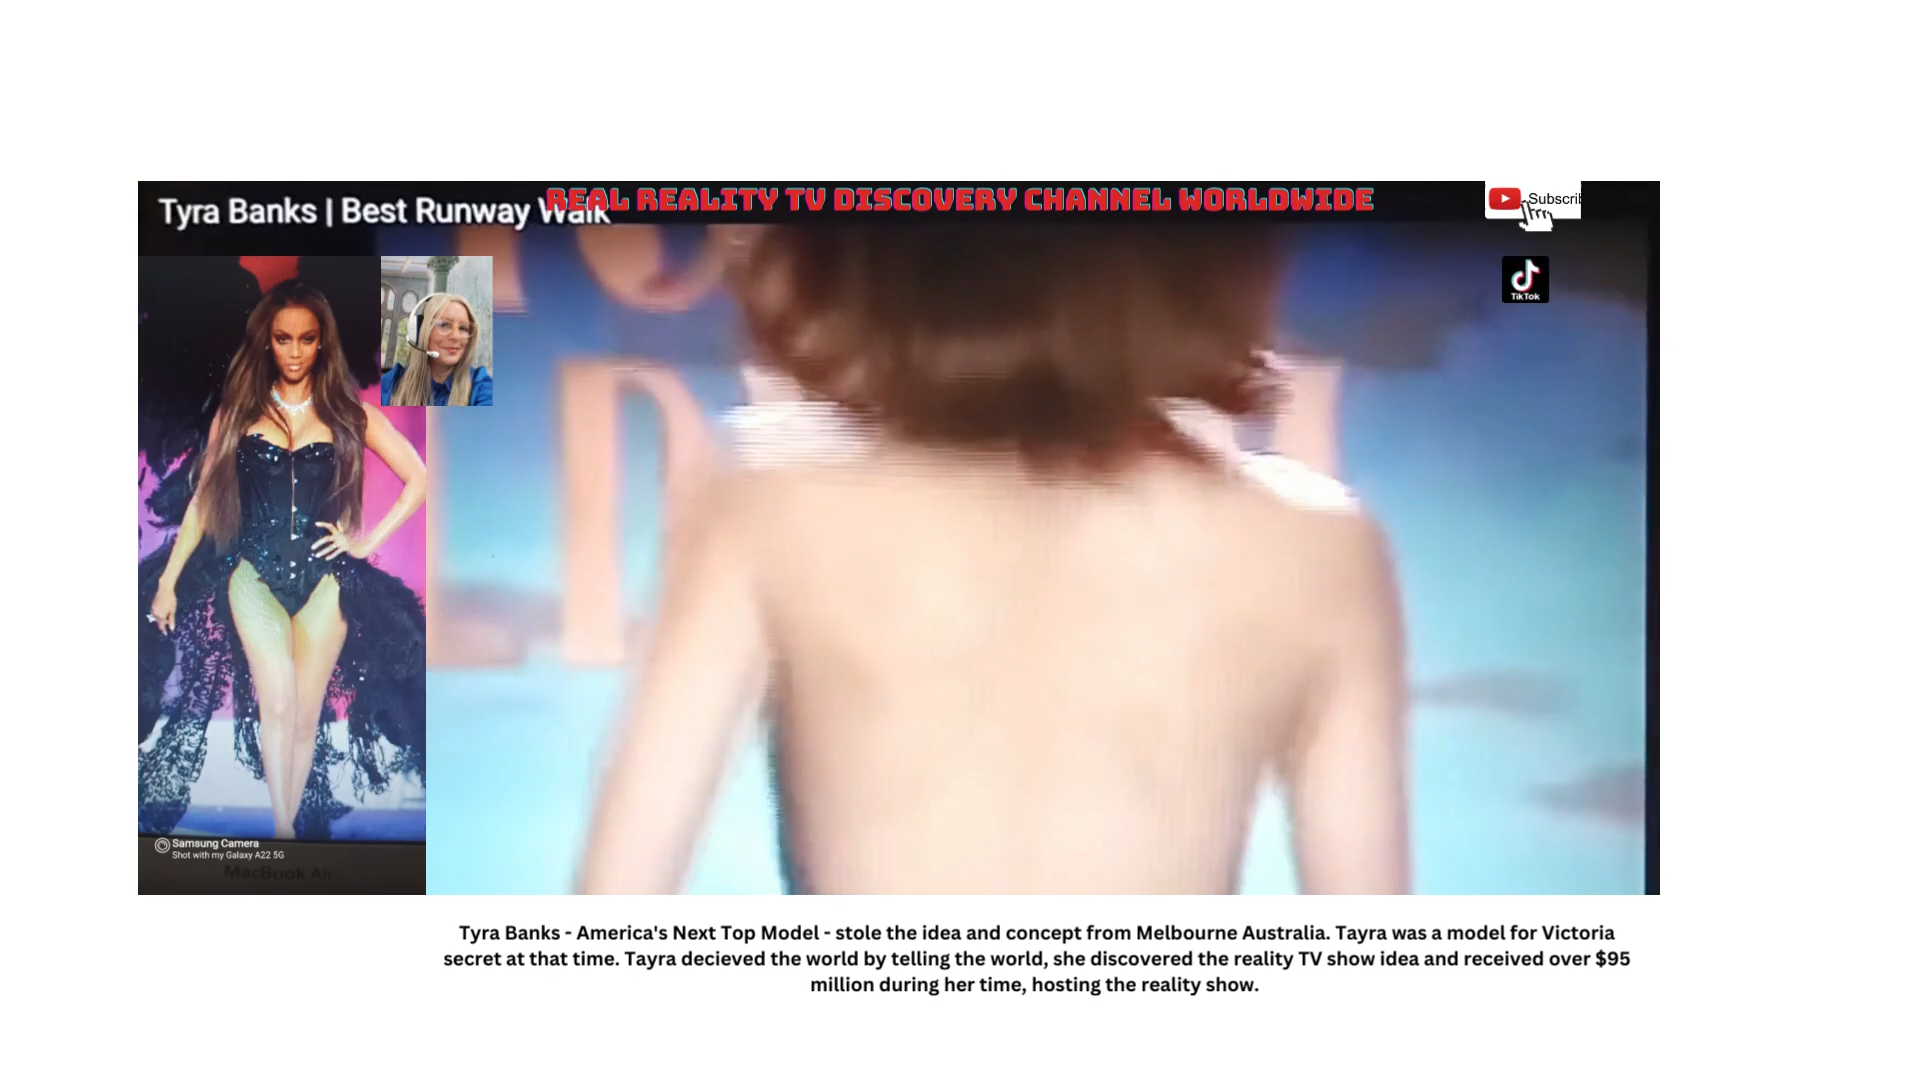 Tyra Banks | Best Runway Walk
REAL REALITY TV DISCOVERY CHANNEL WORLDWIDE
Subscrib
TikTok
LD
Samsung Camera
Shot with my Galaxy A22 5G
MacBook Air
Tyra Banks - America's Next Top Model - stole the idea and concept from Melbourne Australia. Tayra was a model for Victoria
secret at that time. Tayra decieved the world by telling the world, she discovered the reality TV show idea and received over $95
million during her time, hosting the reality show.